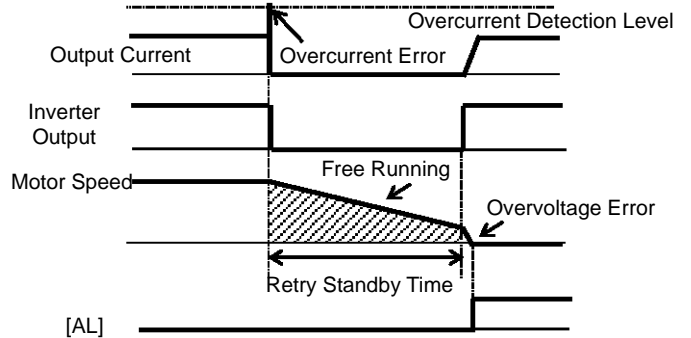 Overcurrent Detection Level
Output Current
Overcurrent Error
Inverter
Output
Free Running
Motor Speed
Overvoltage Error
Retry Standby Time
[AL]